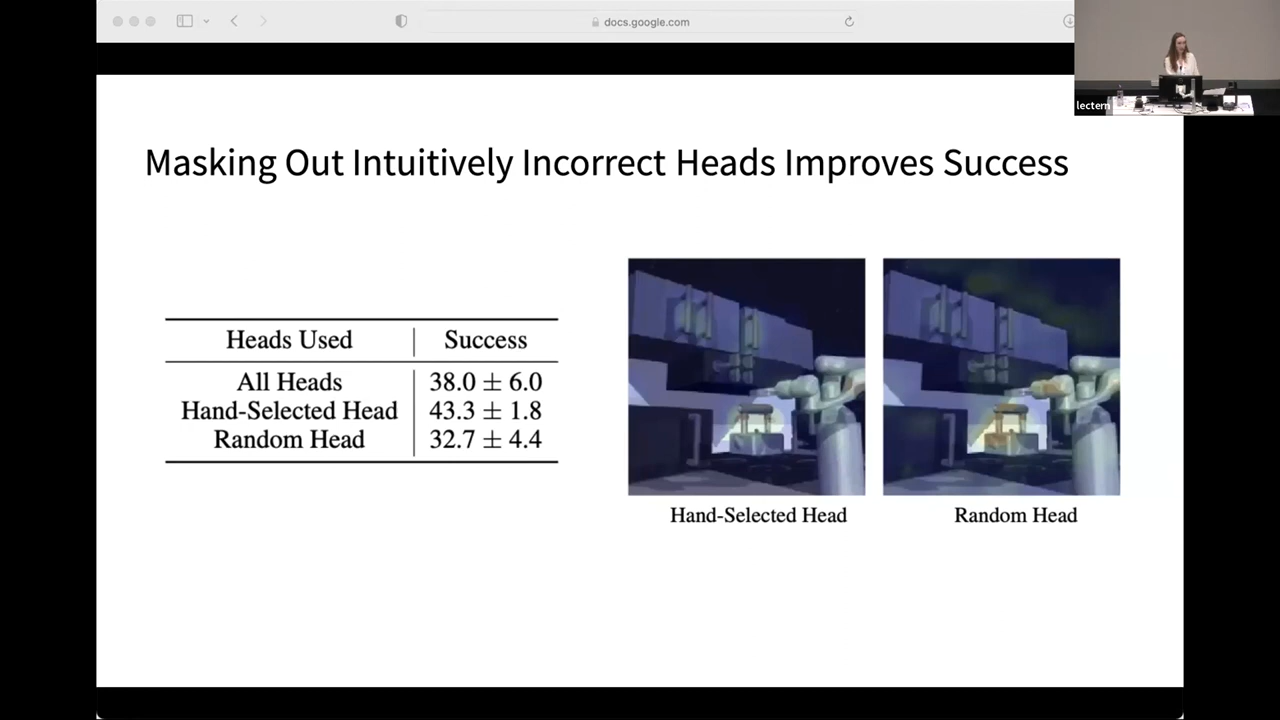 docs.google.com
lectern
Masking Out Intuitively Incorrect Heads Improves Success
Heads Used Success
All Heads 38.0 ± 6.0
Hand-Selected Head 43.3 ± 1.8
Random Head 32.7 ± 4.4
Hand-Selected Head Random Head